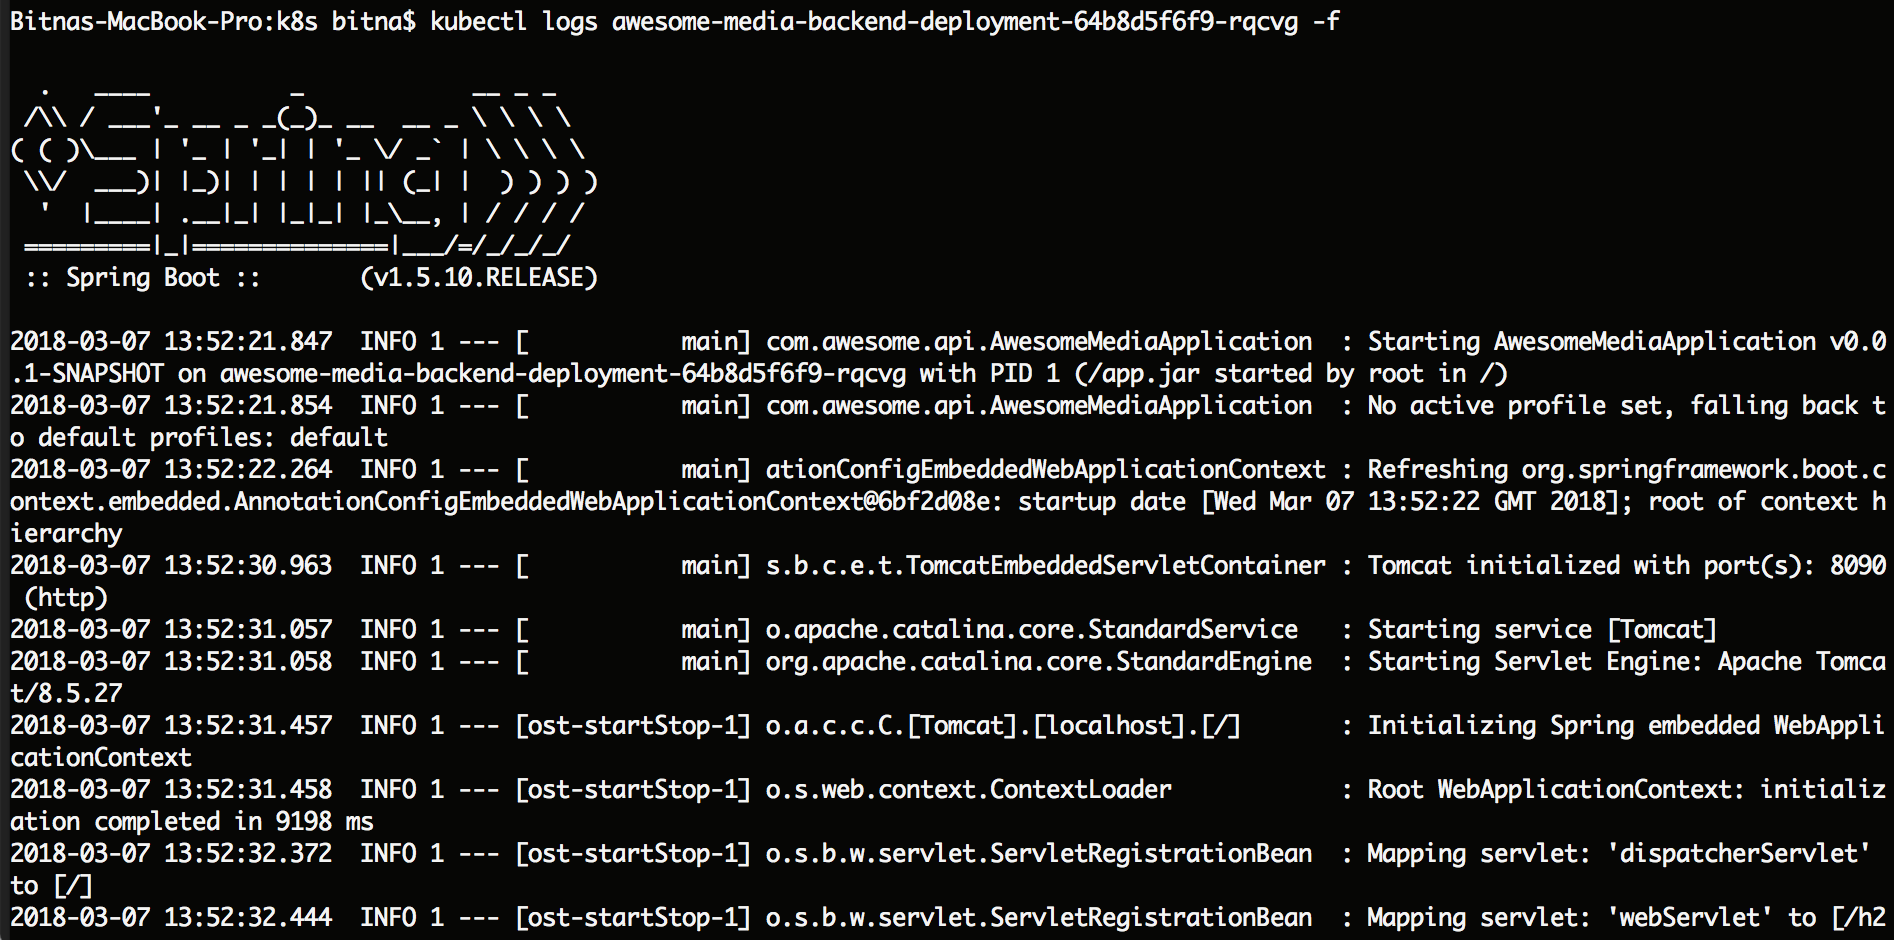 Bitnas-MacBook-Pro:k8s bitna$ kubectl logs awesome-media-backend-deployment-64b8d5f6f9-rqcvg -f

  .   ____          _            __ _ _
 /\\ / ___'_ __ _ _(_)_ __  __ _ \ \ \ \
( ( )\___ | '_ | '_| | '_ \/ _` | \ \ \ \
 \\/  ___)| |_)| | | | | || (_| |  ) ) ) )
  '  |____| .__|_| |_|_| |_\__, | / / / /
 =========|_|==============|___/=/_/_/_/
 :: Spring Boot ::       (v1.5.10.RELEASE)

2018-03-07 13:52:21.847  INFO 1 --- [           main] com.awesome.api.AwesomeMediaApplication  : Starting AwesomeMediaApplication v0.0
.1-SNAPSHOT on awesome-media-backend-deployment-64b8d5f6f9-rqcvg with PID 1 (/app.jar started by root in /)
2018-03-07 13:52:21.854  INFO 1 --- [           main] com.awesome.api.AwesomeMediaApplication  : No active profile set, falling back t
o default profiles: default
2018-03-07 13:52:22.264  INFO 1 --- [           main] ationConfigEmbeddedWebApplicationContext : Refreshing org.springframework.boot.c
ontext.embedded.AnnotationConfigEmbeddedWebApplicationContext@6bf2d08e: startup date [Wed Mar 07 13:52:22 GMT 2018]; root of context h
ierarchy
2018-03-07 13:52:30.963  INFO 1 --- [           main] s.b.c.e.t.TomcatEmbeddedServletContainer : Tomcat initialized with port(s): 8090
 (http)
2018-03-07 13:52:31.057  INFO 1 --- [           main] o.apache.catalina.core.StandardService   : Starting service [Tomcat]
2018-03-07 13:52:31.058  INFO 1 --- [           main] org.apache.catalina.core.StandardEngine  : Starting Servlet Engine: Apache Tomca
t/8.5.27
2018-03-07 13:52:31.457  INFO 1 --- [ost-startStop-1] o.a.c.c.C.[Tomcat].[localhost].[/]       : Initializing Spring embedded WebAppli
cationContext
2018-03-07 13:52:31.458  INFO 1 --- [ost-startStop-1] o.s.web.context.ContextLoader            : Root WebApplicationContext: initializ
ation completed in 9198 ms
2018-03-07 13:52:32.372  INFO 1 --- [ost-startStop-1] o.s.b.w.servlet.ServletRegistrationBean  : Mapping servlet: 'dispatcherServlet'
to [/]
2018-03-07 13:52:32.444  INFO 1 --- [ost-startStop-1] o.s.b.w.servlet.ServletRegistrationBean  : Mapping servlet: 'webServlet' to [/h2